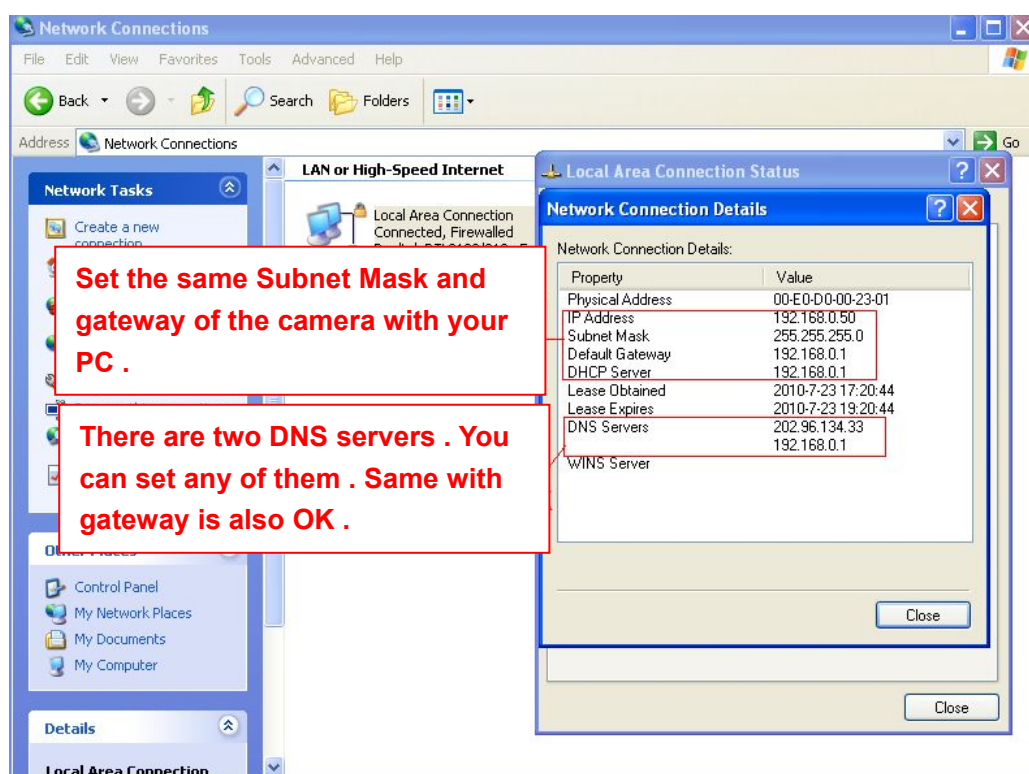 Network Connections
File Edit View Favorites Tools Advanced Help
Back Search Folders
Address Network Connections Go
Network Tasks
Create a new
connection
LAN or High-Speed Internet
Local Area Connection
Connected, Firewalled
Set the same Subnet Mask and
gateway of the camera with your
PC .
There are two DNS servers . You
can set any of them . Same with
gateway is also OK .
Other Places
Control Panel
My Network Places
My Documents
My Computer
Details
Local Area Connection
Local Area Connection Status
Network Connection Details
Network Connection Details:
Property Value
Physical Address 00-E0-D0-00-23-01
IP Address 192.168.0.50
Subnet Mask 255.255.255.0
Default Gateway 192.168.0.1
DHCP Server 192.168.0.1
Lease Obtained 2010-7-23 17:20:44
Lease Expires 2010-7-23 19:20:44
DNS Servers 202.96.134.33
192.168.0.1
WINS Server
Close
Close